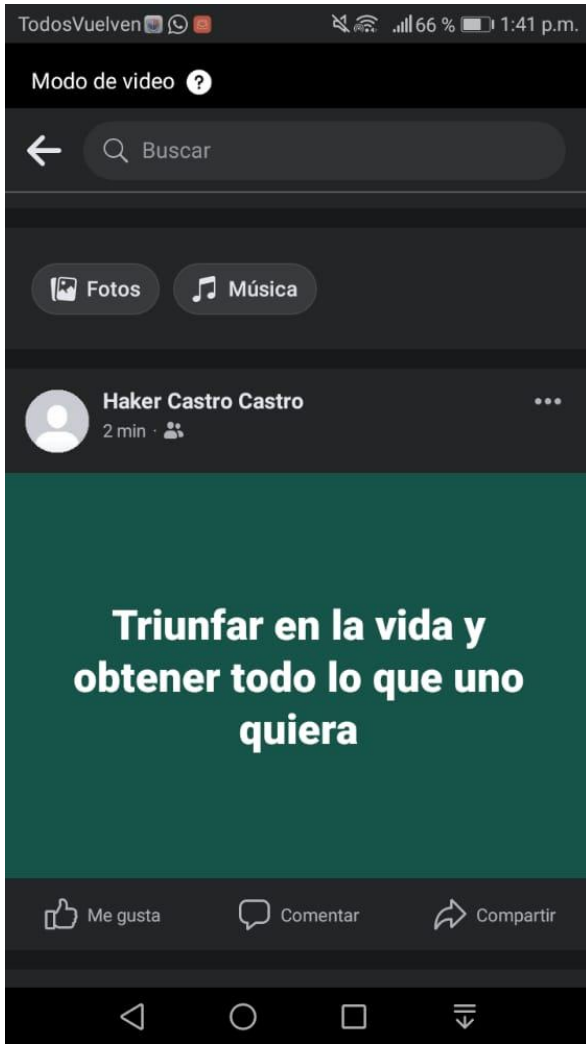 TodosVuelven 66 % 1:41 p.m.
Modo de video ?
Buscar
Fotos Música
Haker Castro Castro
2 min ·
Triunfar en la vida y
obtener todo lo que uno
quiera
Me gusta Comentar Compartir